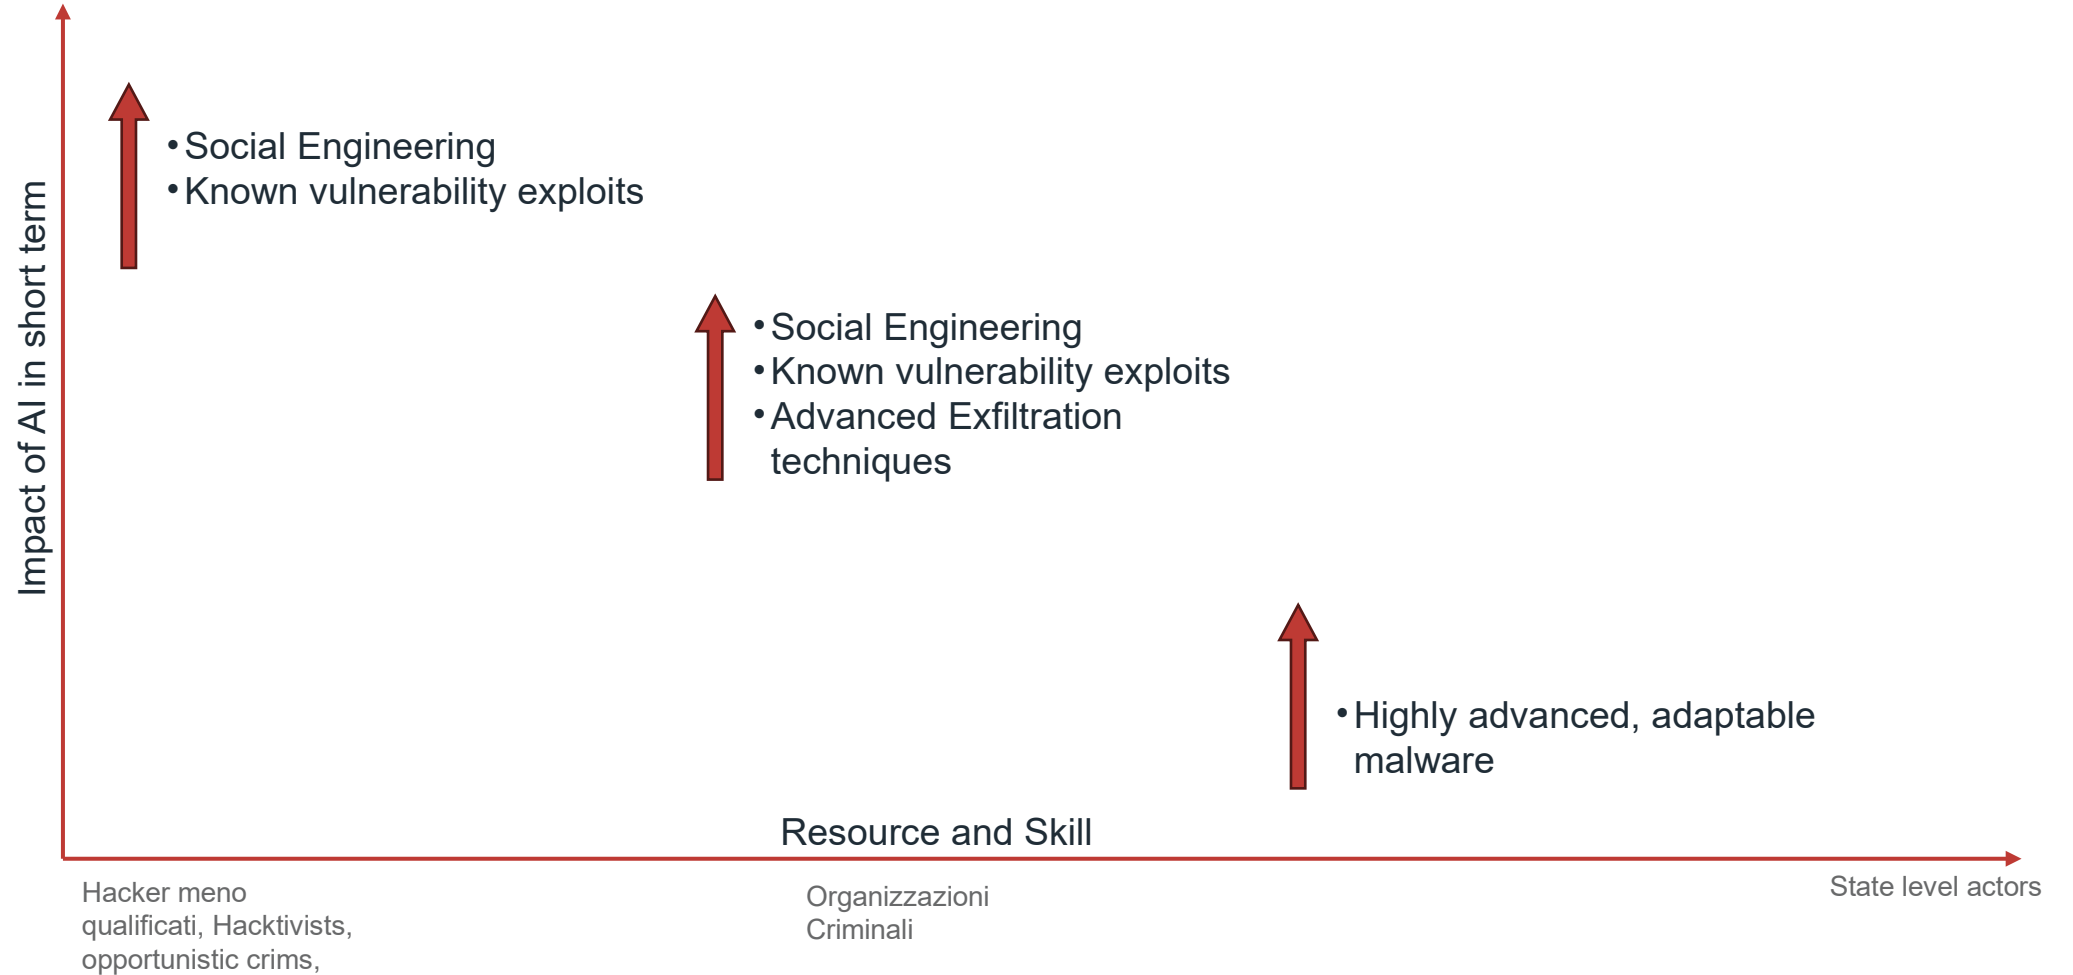 Impact of AI in short term
•Social Engineering
•Known vulnerability exploits
•Social Engineering
•Known vulnerability exploits
•Advanced Exfiltration
techniques
•Highly advanced, adaptable
malware
Resource and Skill
Hacker meno
qualificati, Hacktivists,
opportunistic crims,
Organizzazioni
Criminali
State level actors